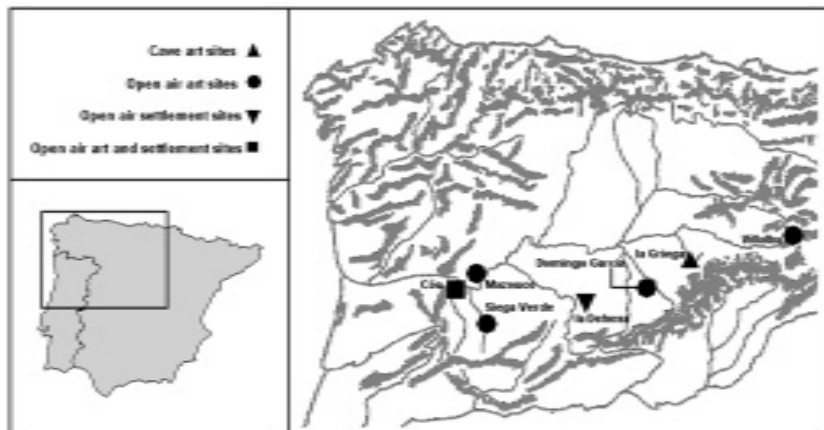 Cave art sites
Open air art sites
Open air settlement sites
Open air art and settlement sites
la Griega
Domingo García
Côa
Mazouco
Siega Verde
la Dehesa